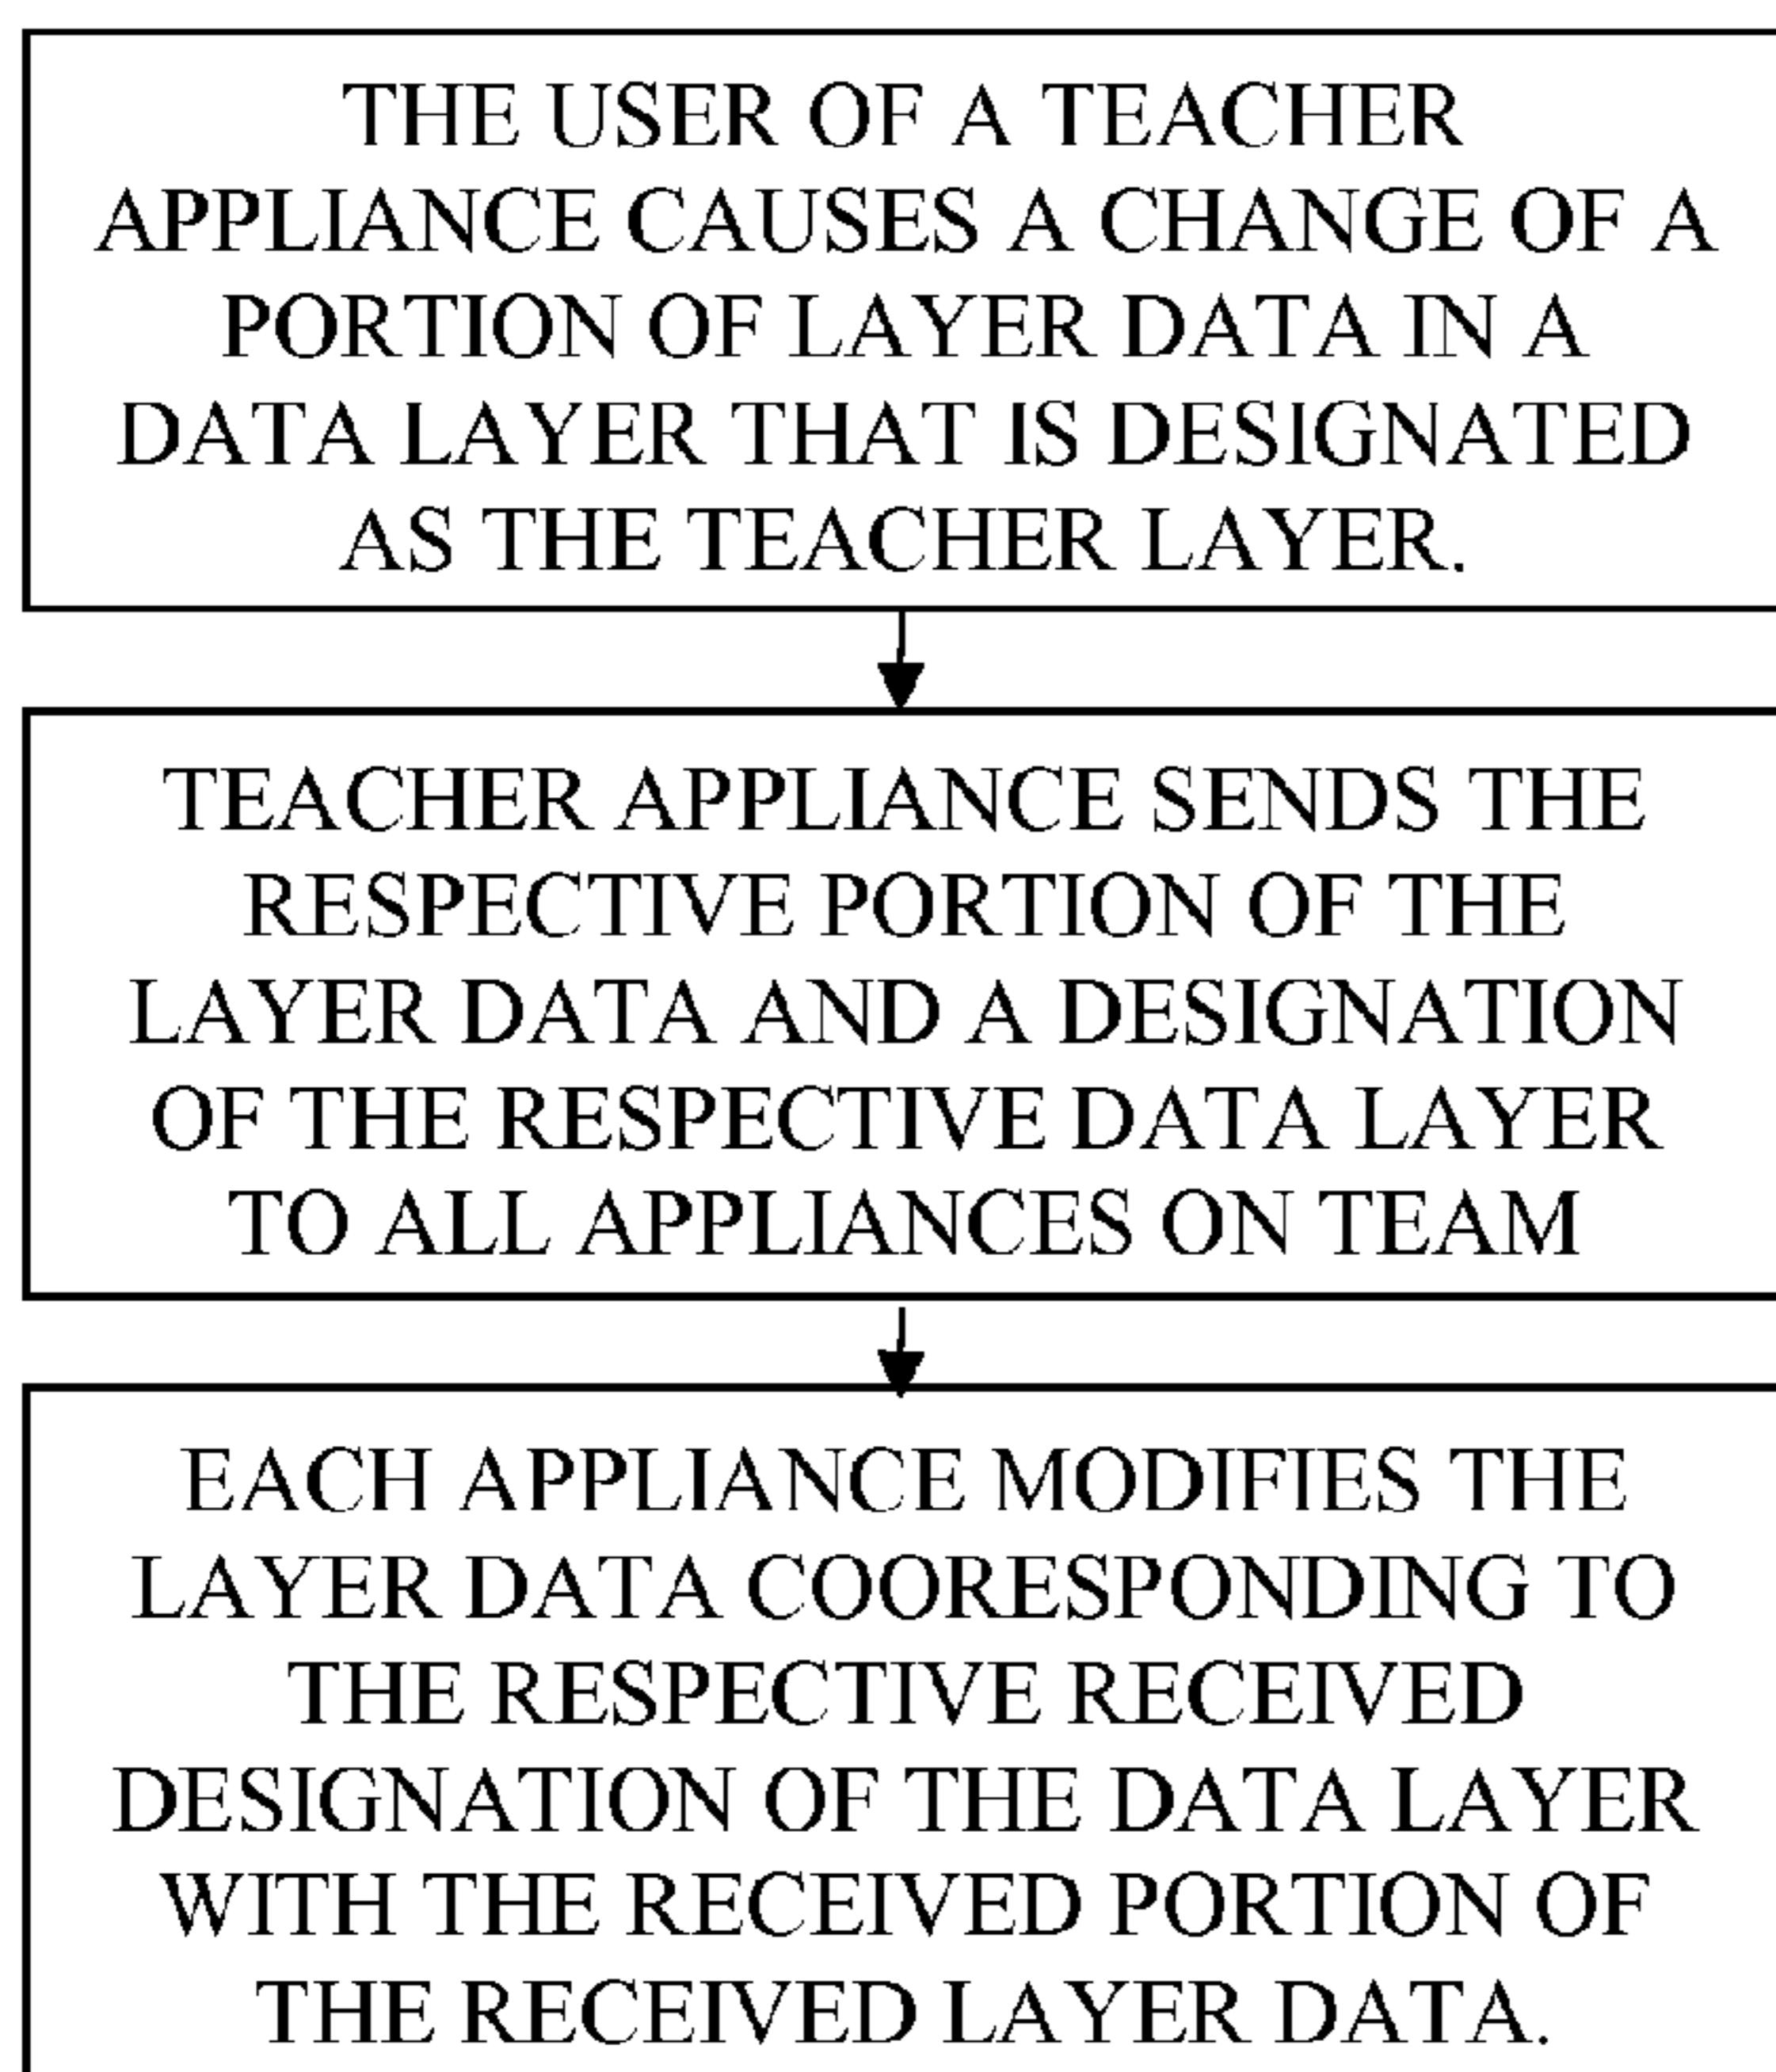 THE USER OF A TEACHER
APPLIANCE CAUSES A CHANGE OF A
PORTION OF LAYER DATA IN A
DATA LAYER THAT IS DESIGNATED
AS THE TEACHER LAYER.
TEACHER APPLIANCE SENDS THE
RESPECTIVE PORTION OF THE
LAYER DATA AND A DESIGNATION
OF THE RESPECTIVE DATA LAYER
TO ALL APPLIANCES ON TEAM
EACH APPLIANCE MODIFIES THE
LAYER DATA COORESPONDING TO
THE RESPECTIVE RECEIVED
DESIGNATION OF THE DATA LAYER
WITH THE RECEIVED PORTION OF
THE RECEIVED LAYER DATA.